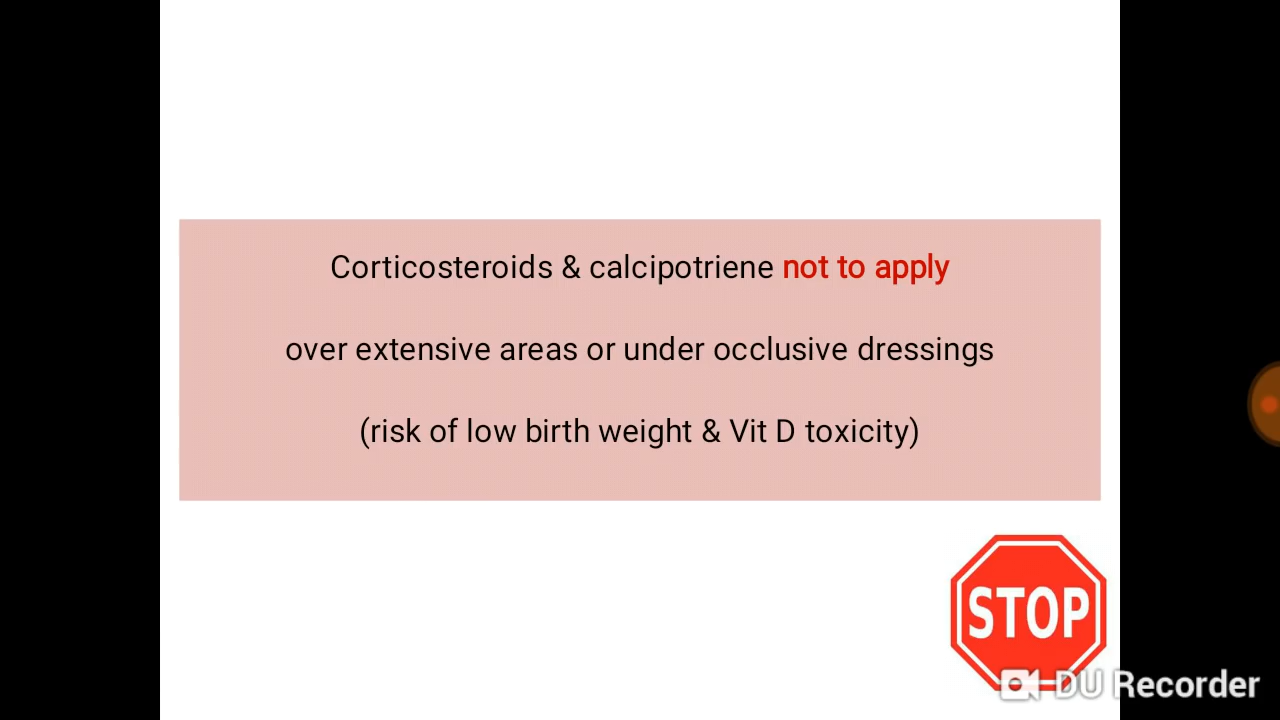 Corticosteroids & calcipotriene not to apply
over extensive areas or under occlusive dressings
(risk of low birth weight & Vit D toxicity)
STOP
DU Recorder